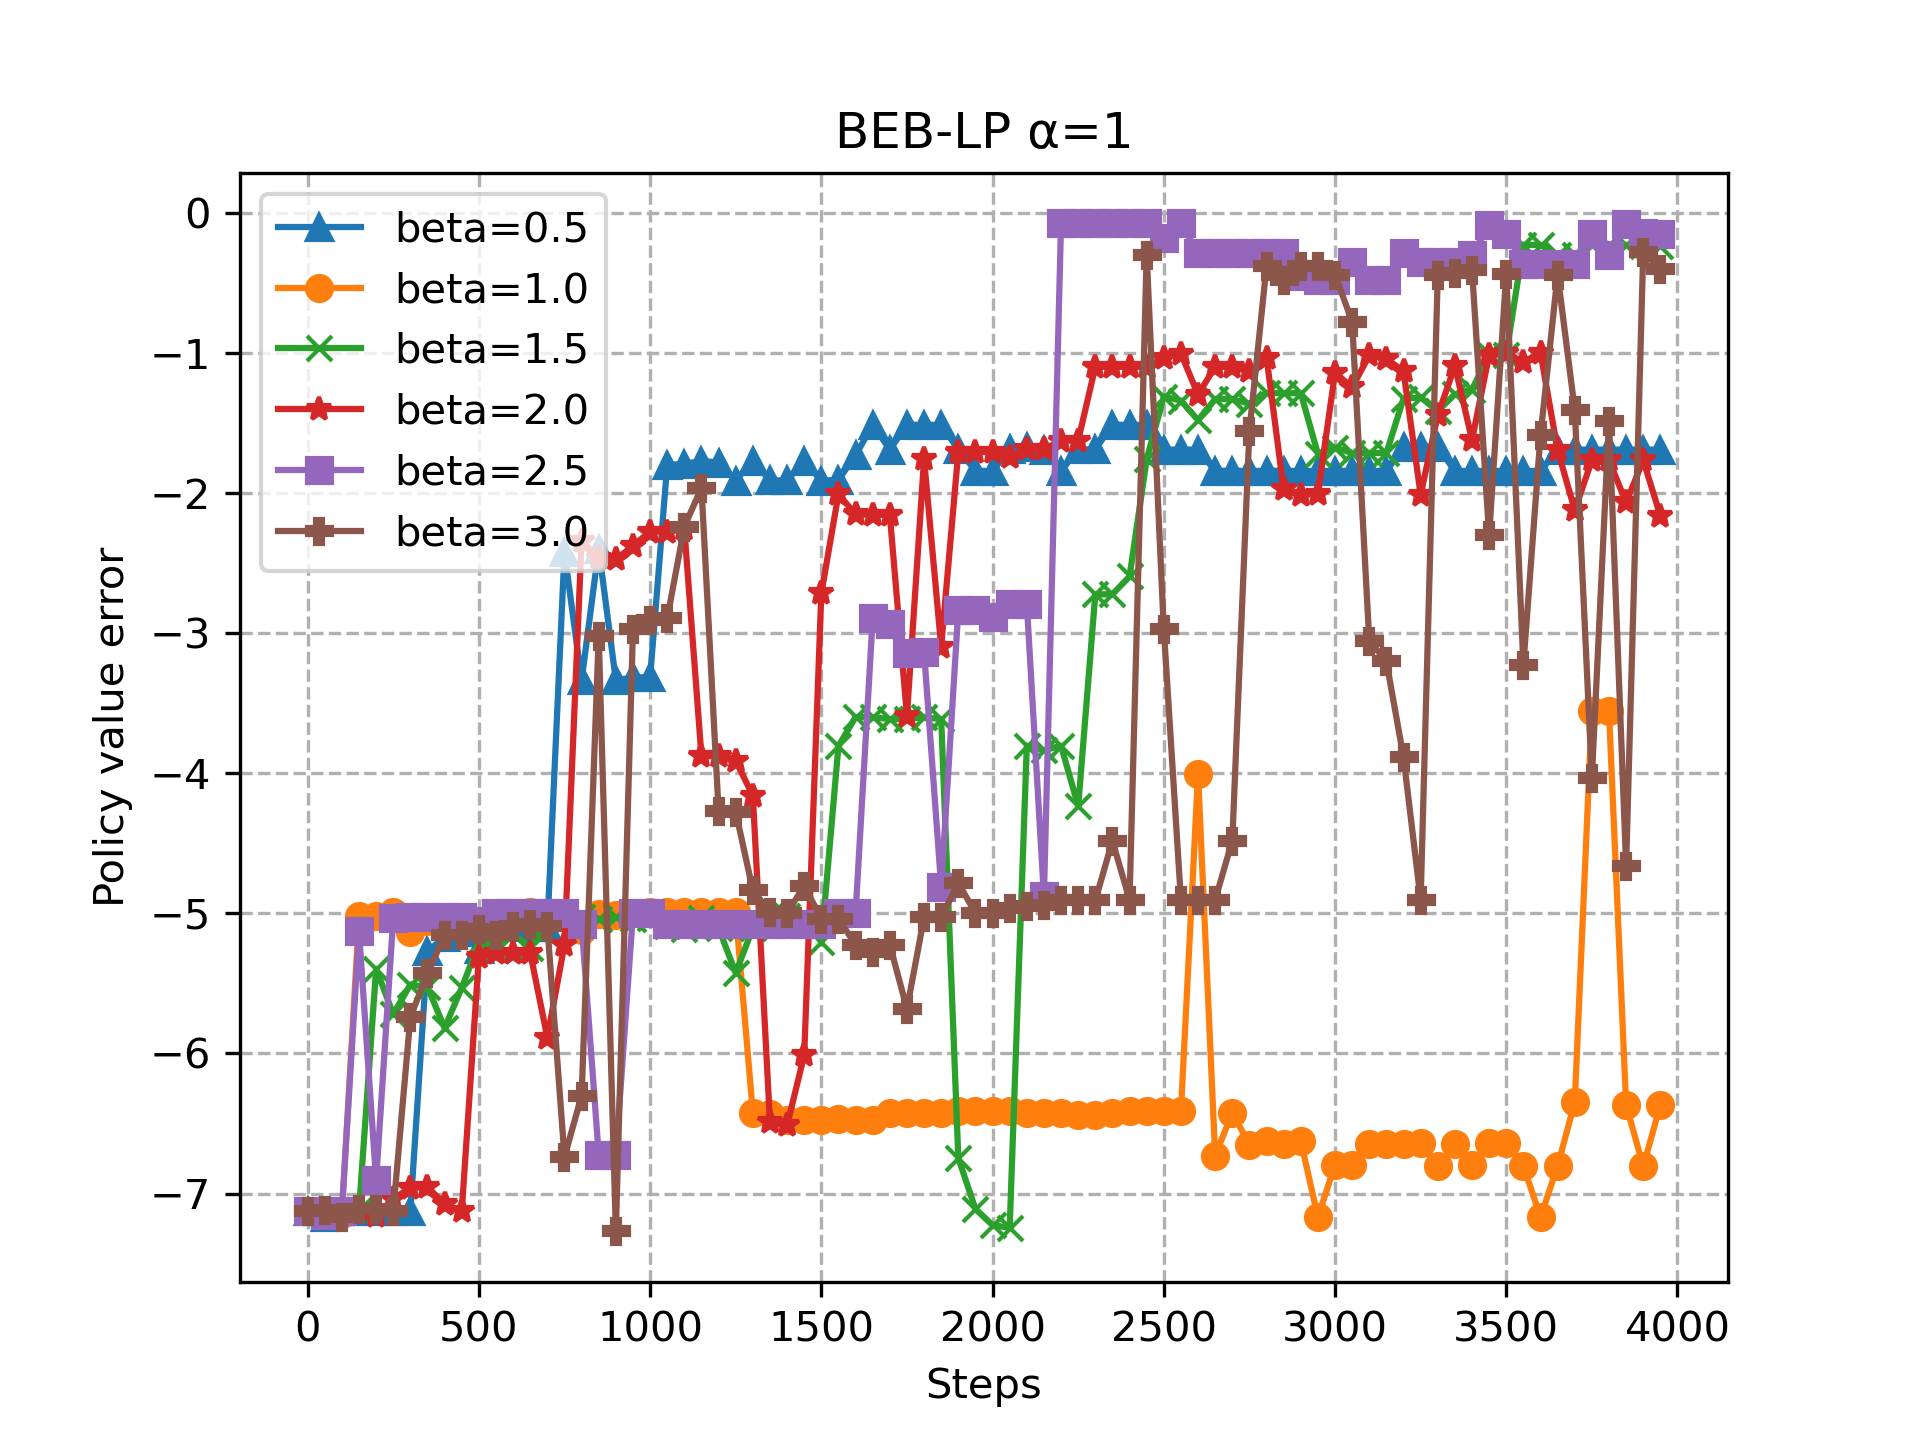 BEB-LP α=1
beta=0.5
beta=1.0
beta=1.5
beta=2.0
beta=2.5
beta=3.0
Policy value error
0
−1
−2
−3
−4
−5
−6
−7
0 500 1000 1500 2000 2500 3000 3500 4000
Steps